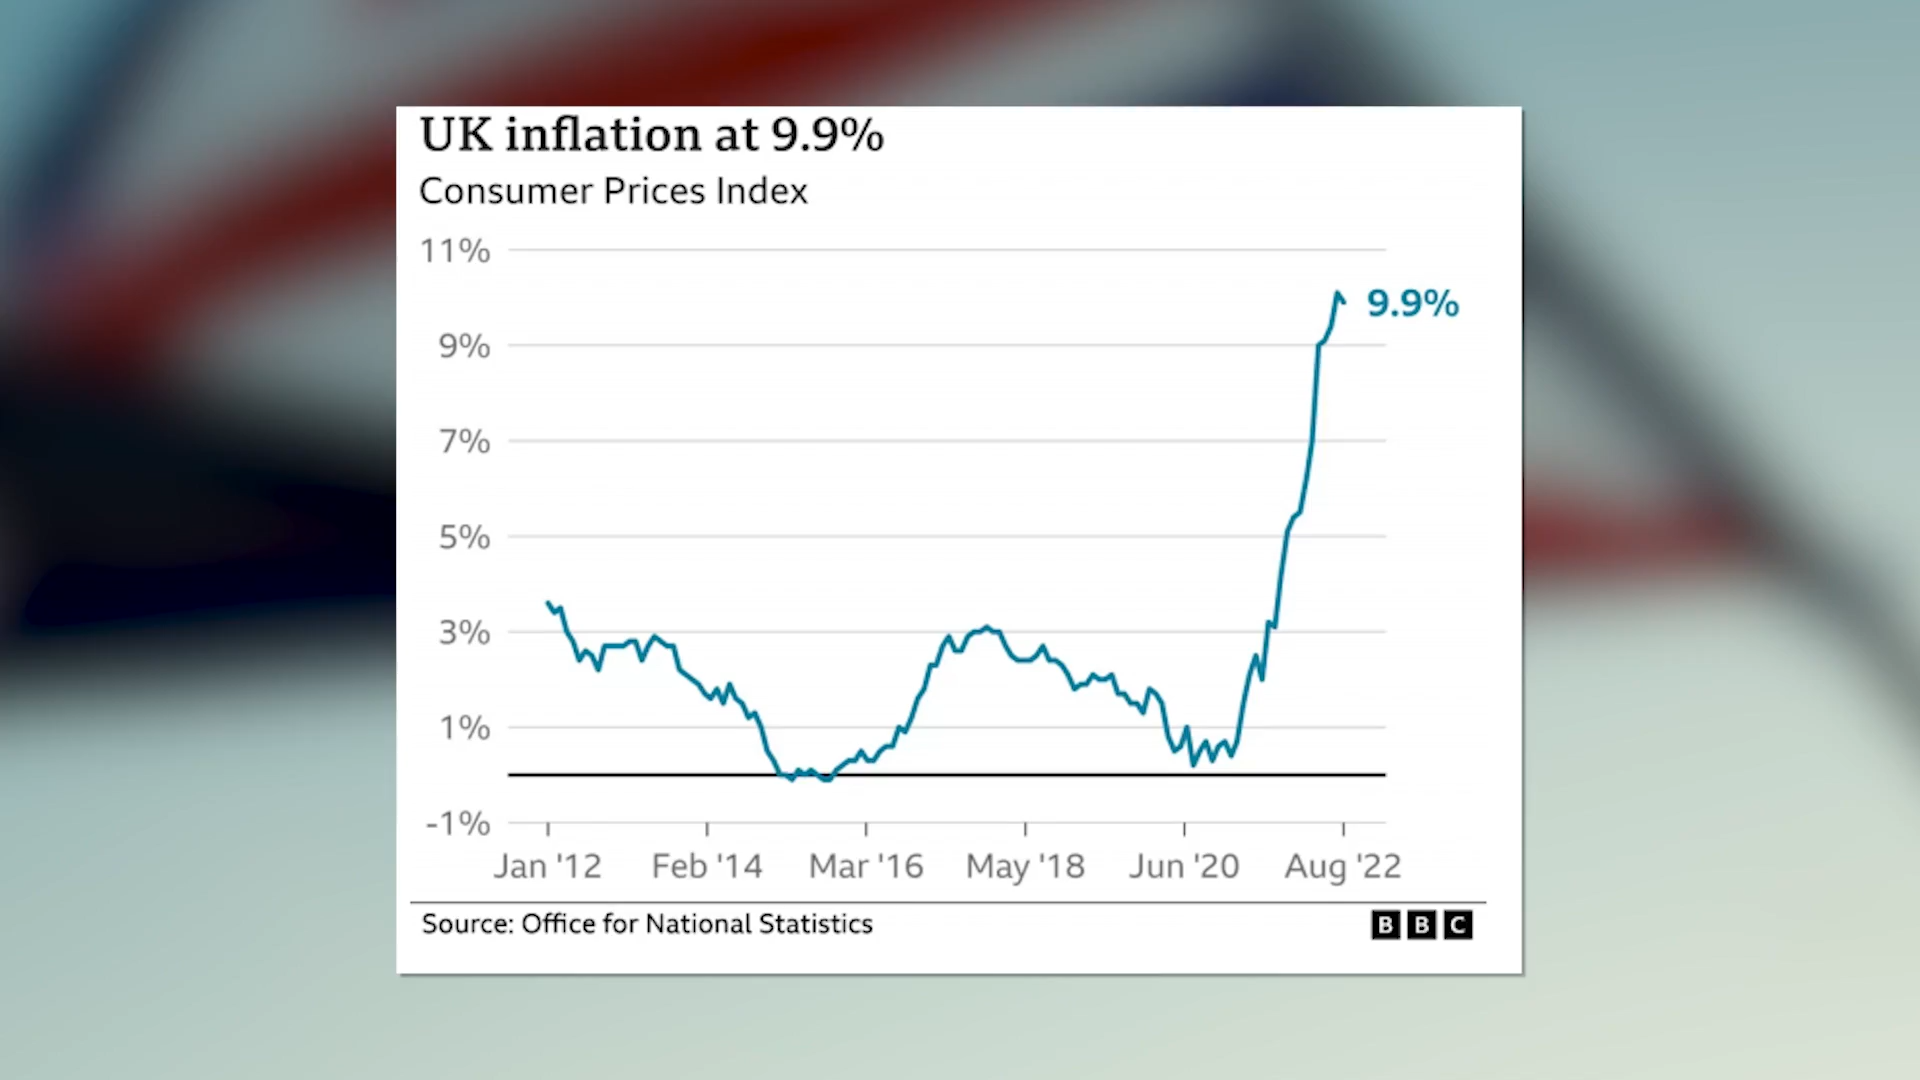 UK inflation at 9.9%
Consumer Prices Index
11%
9.9%
9%
7%
5%
3%
1%
-1%
Jan '12 Feb '14 Mar '16 May '18 Jun '20 Aug '22
Source: Office for National Statistics
BBC